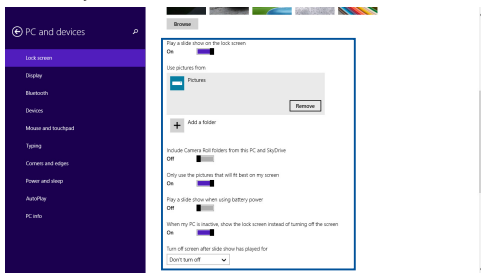 PC and devices
Lock screen
Display
Bluetooth
Devices
Mouse and touchpad
Typing
Corners and edges
Power and sleep
AutoPlay
PC info
Browse
Play a slide show on the lock screen
On
Use pictures from
Pictures
Remove
Add a folder
Include Camera Roll folders from this PC and SkyDrive
Off
Only use the pictures that will fit best on my screen
On
Play a slide show when using battery power
Off
When my PC is inactive, show the lock screen instead of turning off the screen
On
Turn off screen after slide show has played for
Don't turn off